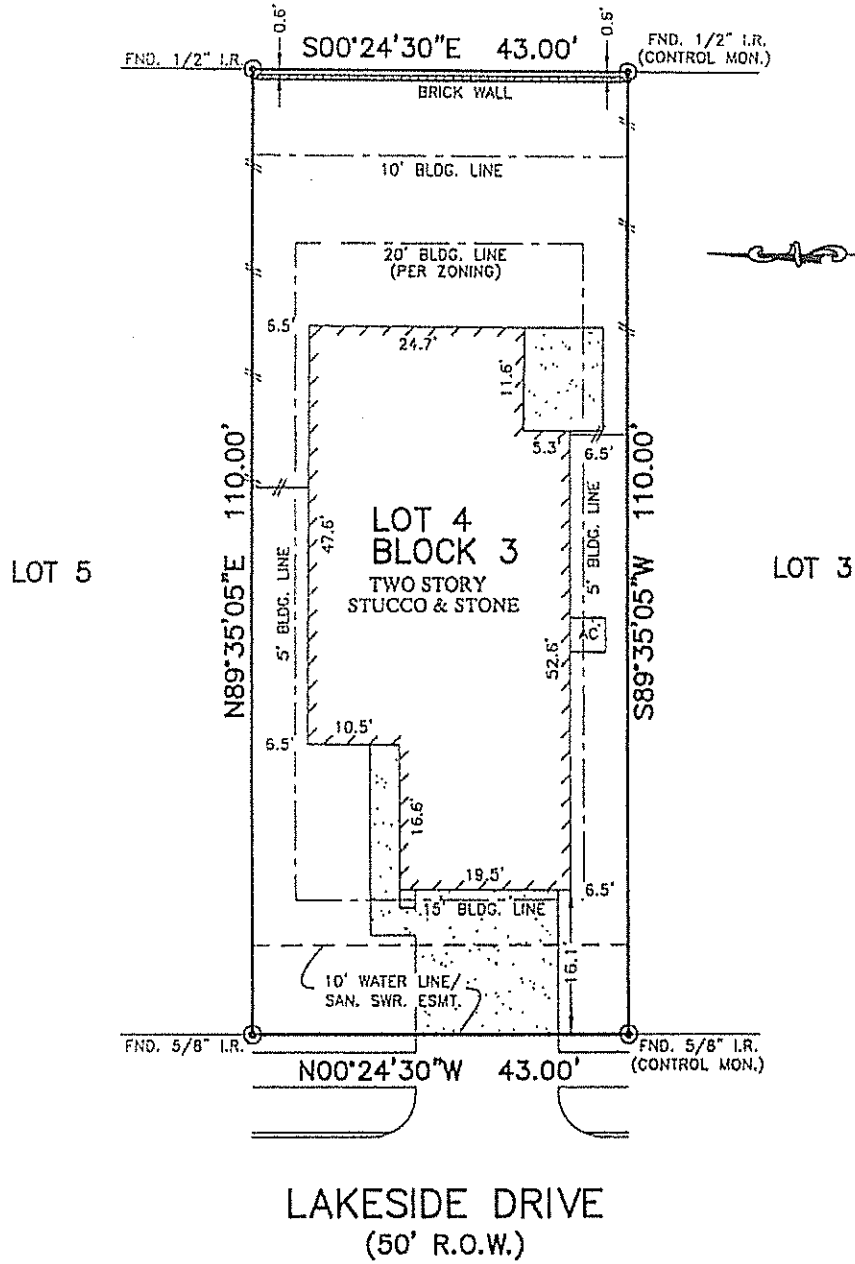 0.6'
0.6'
S00°24'30"E 43.00'
FND. 1/2" I.R.
FND. 1/2" I.R.
(CONTROL MON.)
BRICK WALL
10' BLDG. LINE
20' BLDG. LINE
(PER ZONING)
6.5'
24.7'
11.6'
5.3'
6.5'
N89°35'05"E 110.00'
S89°35'05"W 110.00'
LOT 5
LOT 3
5' BLDG. LINE
5' BLDG. LINE
47.6'
LOT 4
BLOCK 3
TWO STORY
STUCCO & STONE
AC.
52.6'
10.5'
6.5'
16.6'
19.5'
6.5'
15' BLDG. LINE
16.1'
10' WATER LINE/
SAN. SWR. ESMT.
FND. 5/8" I.R.
FND. 5/8" I.R.
(CONTROL MON.)
N00°24'30"W 43.00'
LAKESIDE DRIVE
(50' R.O.W.)